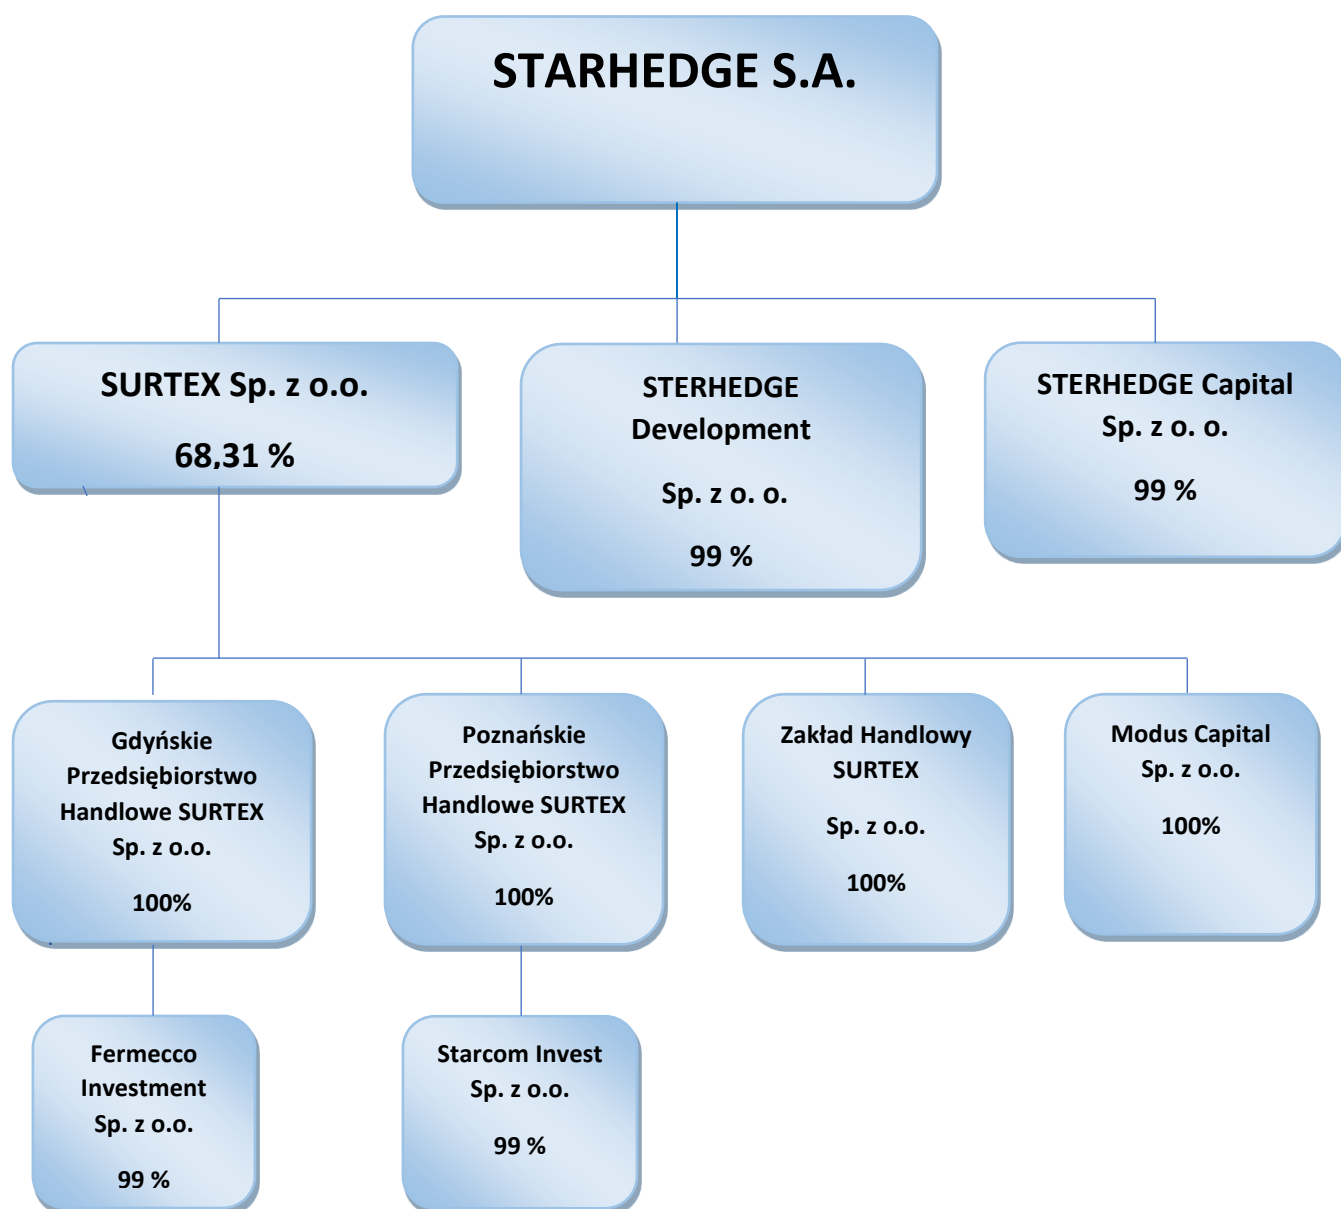 STARHEDGE S.A.
SURTEX Sp. z o.o.
68,31 %
STERHEDGE
Development
Sp. z o. o.
99 %
STERHEDGE Capital
Sp. z o. o.
99 %
Gdyńskie
Przedsiębiorstwo
Handlowe SURTEX
Sp. z o.o.
100%
Poznańskie
Przedsiębiorstwo
Handlowe SURTEX
Sp. z o.o.
100%
Zakład Handlowy
SURTEX
Sp. z o.o.
100%
Modus Capital
Sp. z o.o.
100%
Fermecco
Investment
Sp. z o.o.
99 %
Starcom Invest
Sp. z o.o.
99 %